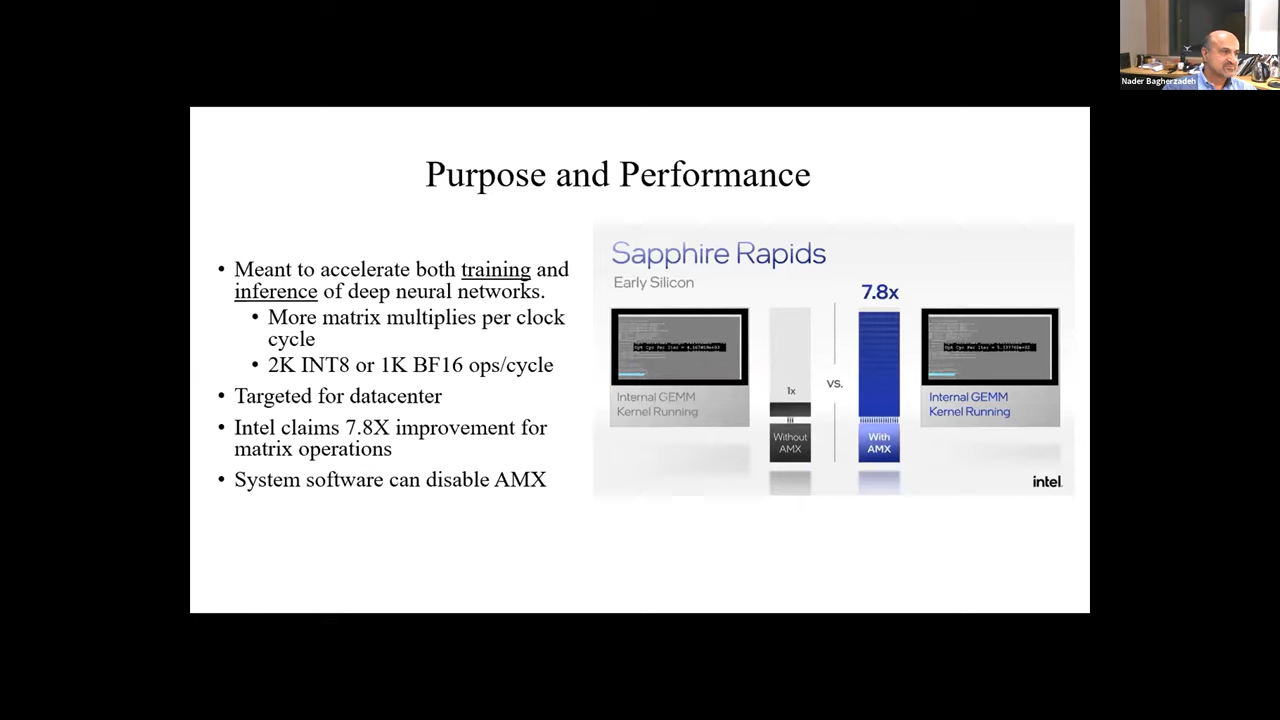 Nader Bagherzadeh
Purpose and Performance
• Meant to accelerate both training and
inference of deep neural networks.
• More matrix multiplies per clock
cycle
• 2K INT8 or 1K BF16 ops/cycle
• Targeted for datacenter
• Intel claims 7.8X improvement for
matrix operations
• System software can disable AMX
Sapphire Rapids
Early Silicon
Internal GEMM
Kernel Running
1x
Without
AMX
vs.
7.8x
With
AMX
Internal GEMM
Kernel Running
intel.